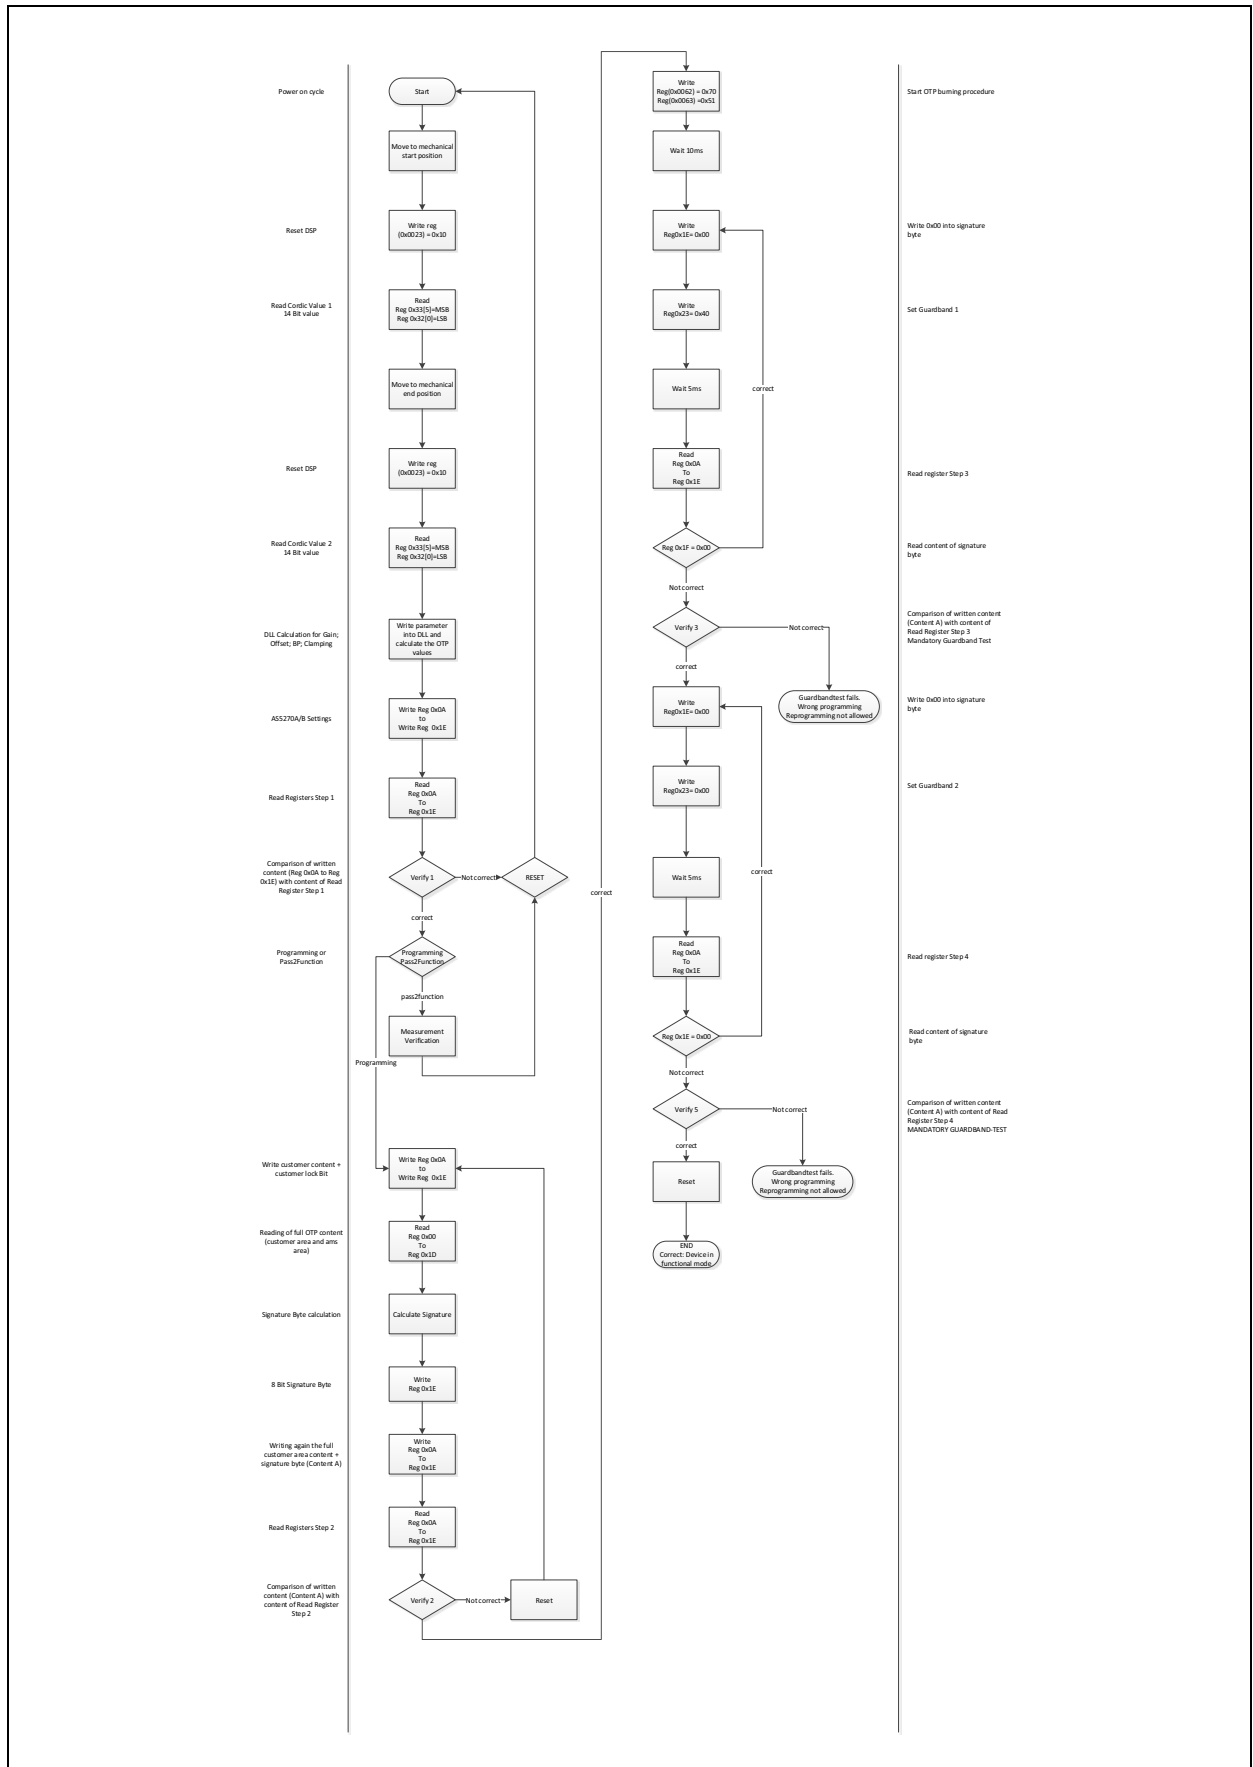 Power on cycle
Start
Move to mechanical
start position
Reset DSP
Write reg
(0x0023) = 0x10
Read Cordic Value 1
14 Bit value
Read
Reg 0x33[5]=MSB
Reg 0x32[0]=LSB
Move to mechanical
end position
Reset DSP
Write reg
(0x0023) = 0x10
Read Cordic Value 2
14 Bit value
Read
Reg 0x33[5]=MSB
Reg 0x32[0]=LSB
DLL Calculation for Gain;
Offset; BP; Clamping
Write parameter
into DLL and
calculate the OTP
values
AS5270A/B Settings
Write Reg 0x0A
to
Write Reg 0x1E
Read Registers Step 1
Read
Reg 0x0A
To
Reg 0x1E
Comparison of written
content (Reg 0x0A to Reg
0x1E) with content of Read
Register Step 1
Verify 1
Not correct
RESET
correct
Programming or
Pass2Function
Programming
Pass2Function
pass2function
Measurement
Verification
Programming
Write customer content +
customer lock Bit
Write Reg 0x0A
to
Write Reg 0x1E
Reading of full OTP content
(customer area and ams
area)
Read
Reg 0x00
To
Reg 0x1D
Signature Byte calculation
Calculate Signature
8 Bit Signature Byte
Write
Reg 0x1E
Writing again the full
customer area content +
signature byte (Content A)
Write
Reg 0x0A
To
Reg 0x1E
Read Registers Step 2
Read
Reg 0x0A
To
Reg 0x1E
Comparison of written
content (Content A) with
content of Read Register
Step 2
Verify 2
Not correct
Reset
correct
Write
Reg(0x0062) = 0x70
Reg(0x0063) =0x51
Start OTP burning procedure
Wait 10ms
Write
Reg0x1E= 0x00
Write 0x00 into signature
byte
Write
Reg0x23= 0x40
Set Guardband 1
Wait 5ms
correct
Read
Reg 0x0A
To
Reg 0x1E
Read register Step 3
Reg 0x1F = 0x00
Read content of signature
byte
Not correct
Verify 3
Not correct
Comparison of written content
(Content A) with content of
Read Register Step 3
Mandatory Guardband Test
correct
Guardbandtest fails.
Wrong programming
Reprogramming not allowed
Write
Reg0x1E= 0x00
Write 0x00 into signature
byte
Write
Reg0x23= 0x00
Set Guardband 2
Wait 5ms
correct
Read
Reg 0x0A
To
Reg 0x1E
Read register Step 4
Reg 0x1E = 0x00
Read content of signature
byte
Not correct
Verify 5
Not correct
Comparison of written content
(Content A) with content of Read
Register Step 4
MANDATORY GUARDBAND-TEST
correct
Guardbandtest fails.
Wrong programming
Reprogramming not allowed
Reset
END
Correct: Device in
functional mode